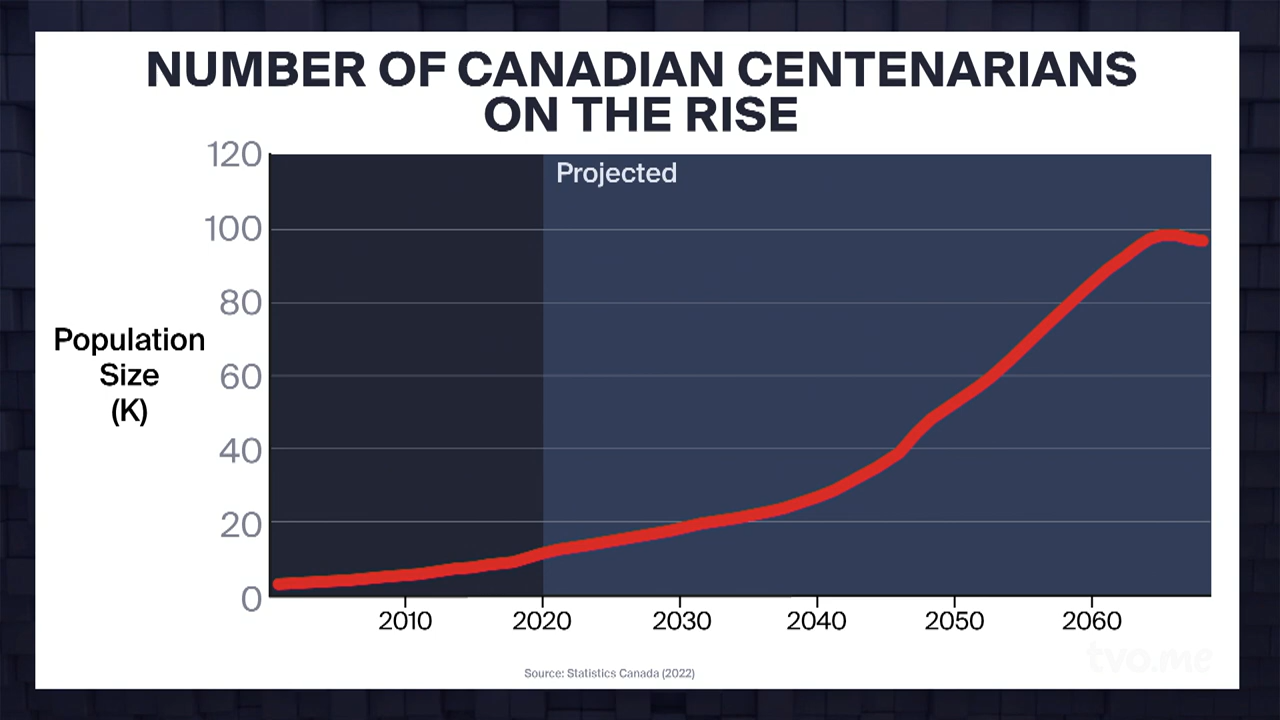 NUMBER OF CANADIAN CENTENARIANS
ON THE RISE
120
Projected
100
80
Population
Size
(K)
60
40
20
0
2010
2020
2030
2040
2050
2060
tvo.me
Source: Statistics Canada (2022)